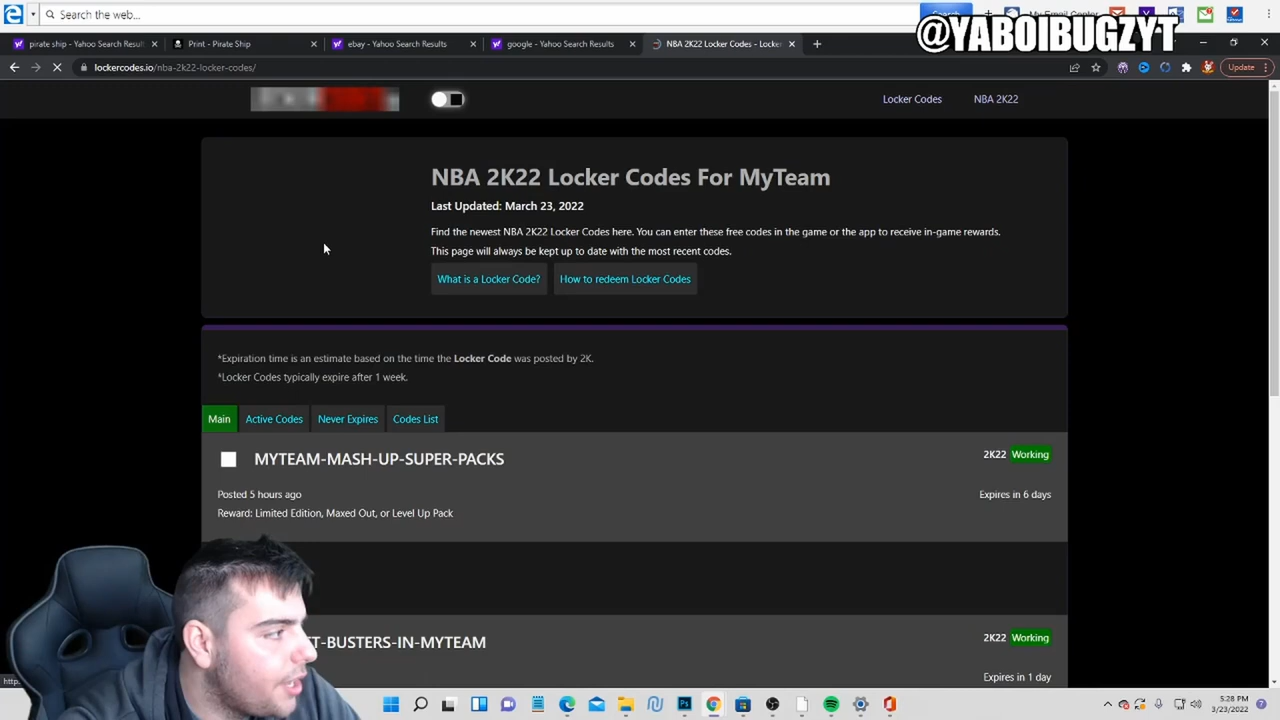 Search the web...
Search
My Email Center
@YABOIBUGZYT
pirate ship - Yahoo Search Results
Print - Pirate Ship
ebay - Yahoo Search Results
google - Yahoo Search Results
NBA 2K22 Locker Codes - Locker
lockercodes.io/nba-2k22-locker-codes/
Update
Locker Codes
NBA 2K22
NBA 2K22 Locker Codes For MyTeam
Last Updated: March 23, 2022
Find the newest NBA 2K22 Locker Codes here. You can enter these free codes in the game or the app to receive in-game rewards.
This page will always be kept up to date with the most recent codes.
What is a Locker Code?
How to redeem Locker Codes
*Expiration time is an estimate based on the time the Locker Code was posted by 2K.
*Locker Codes typically expire after 1 week.
Main
Active Codes
Never Expires
Codes List
MYTEAM-MASH-UP-SUPER-PACKS
2K22 Working
Posted 5 hours ago
Expires in 6 days
Reward: Limited Edition, Maxed Out, or Level Up Pack
T-BUSTERS-IN-MYTEAM
2K22 Working
Expires in 1 day
http
5:28 PM
3/23/2022